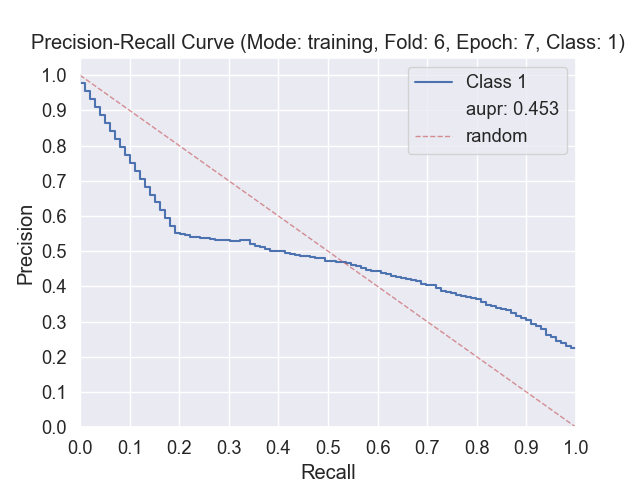 Precision-Recall Curve (Mode: training, Fold: 6, Epoch: 7, Class: 1)
Class 1
aupr: 0.453
random
Precision
1.0
0.9
0.8
0.7
0.6
0.5
0.4
0.3
0.2
0.1
0.0
0.0 0.1 0.2 0.3 0.4 0.5 0.6 0.7 0.8 0.9 1.0
Recall